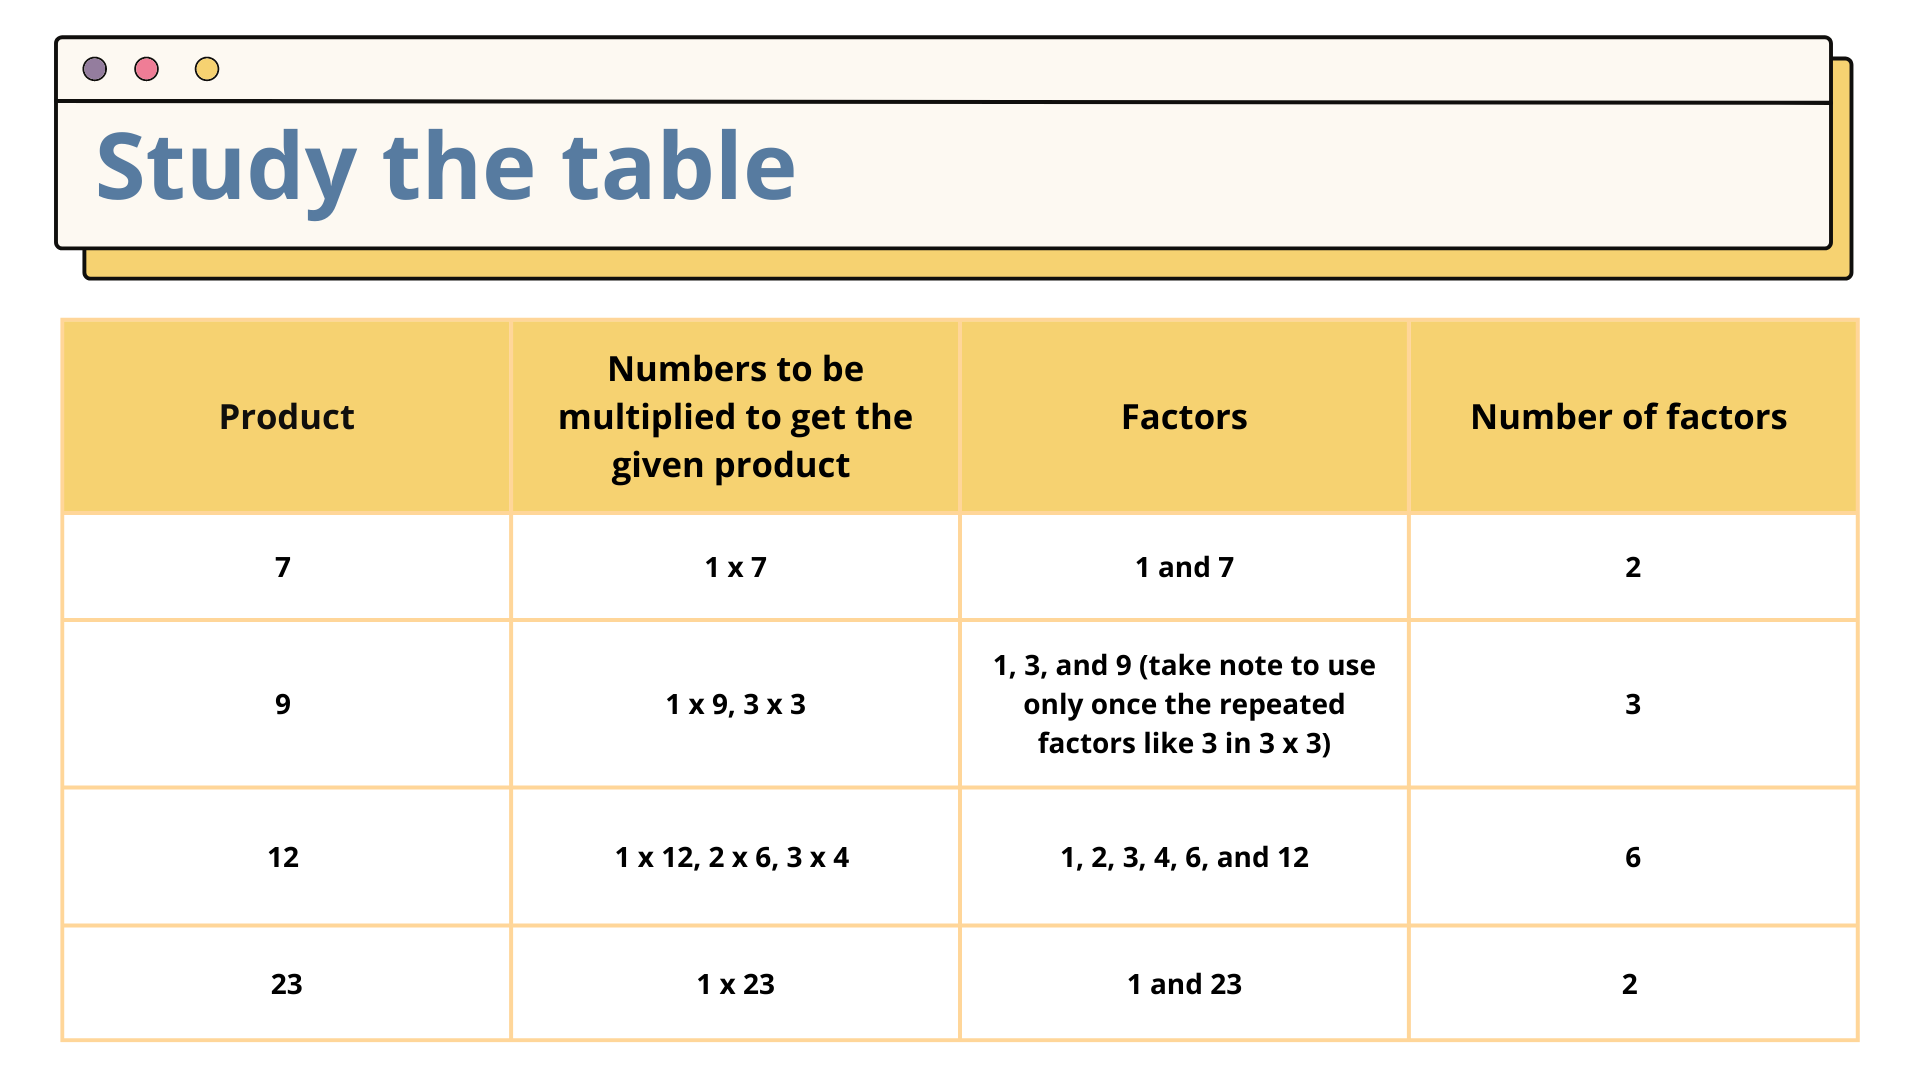 Study the table
Product
Numbers to be
multiplied to get the
given product
Factors
Number of factors
7
1 x 7
1 and 7
2
9
1 x 9, 3 x 3
1, 3, and 9 (take note to use
only once the repeated
factors like 3 in 3 x 3)
3
12
1 x 12, 2 x 6, 3 x 4
1, 2, 3, 4, 6, and 12
6
23
1 x 23
1 and 23
2